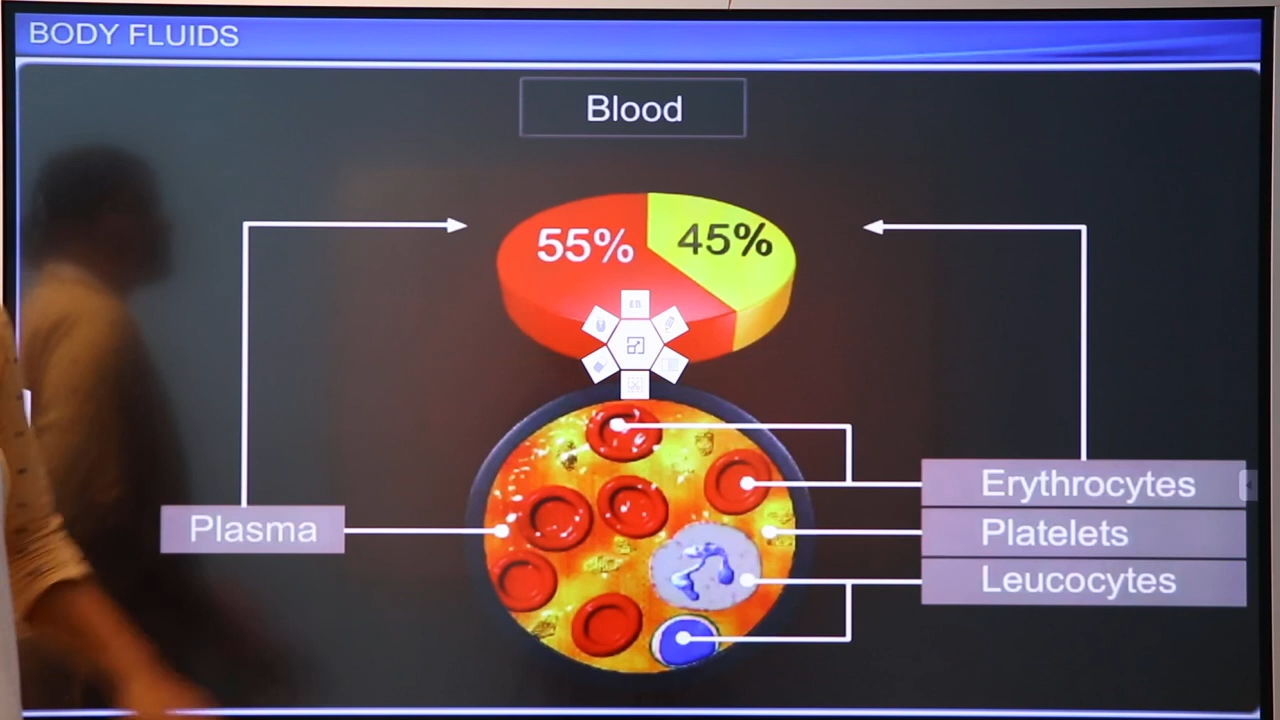 BODY FLUIDS
Blood
55%
45%
Plasma
Erythrocytes
Platelets
Leucocytes